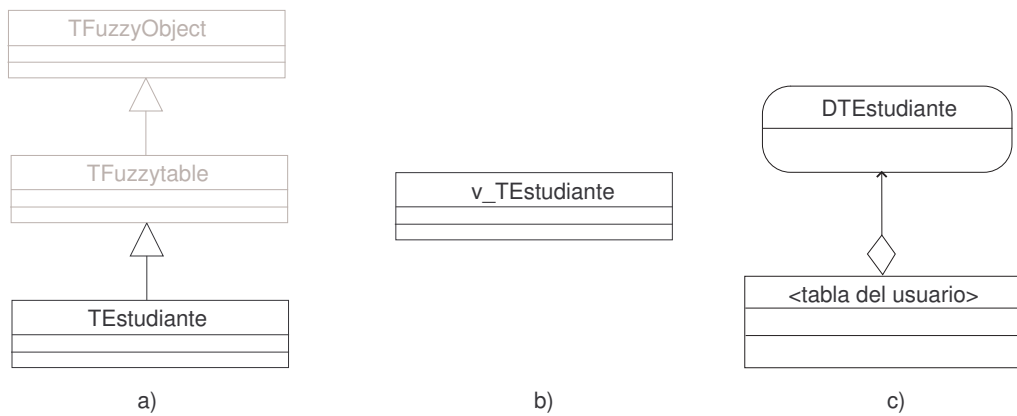 TFuzzyObject
TFuzzytable
TEstudiante
a)
v_TEstudiante
b)
DTEstudiante
<tabla del usuario>
c)